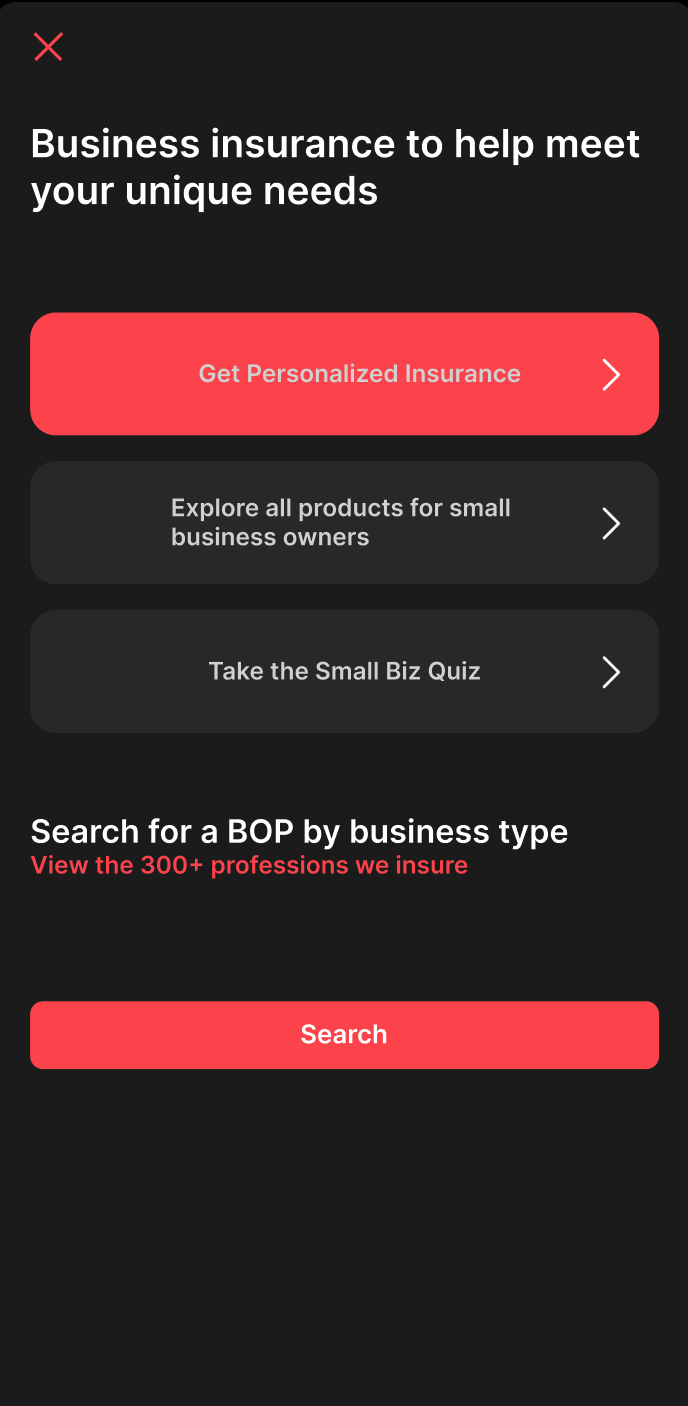 Business insurance to help meet
your unique needs
Get Personalized Insurance
Explore all products for small
business owners
Take the Small Biz Quiz
Search for a BOP by business type
View the 300+ professions we insure
Search